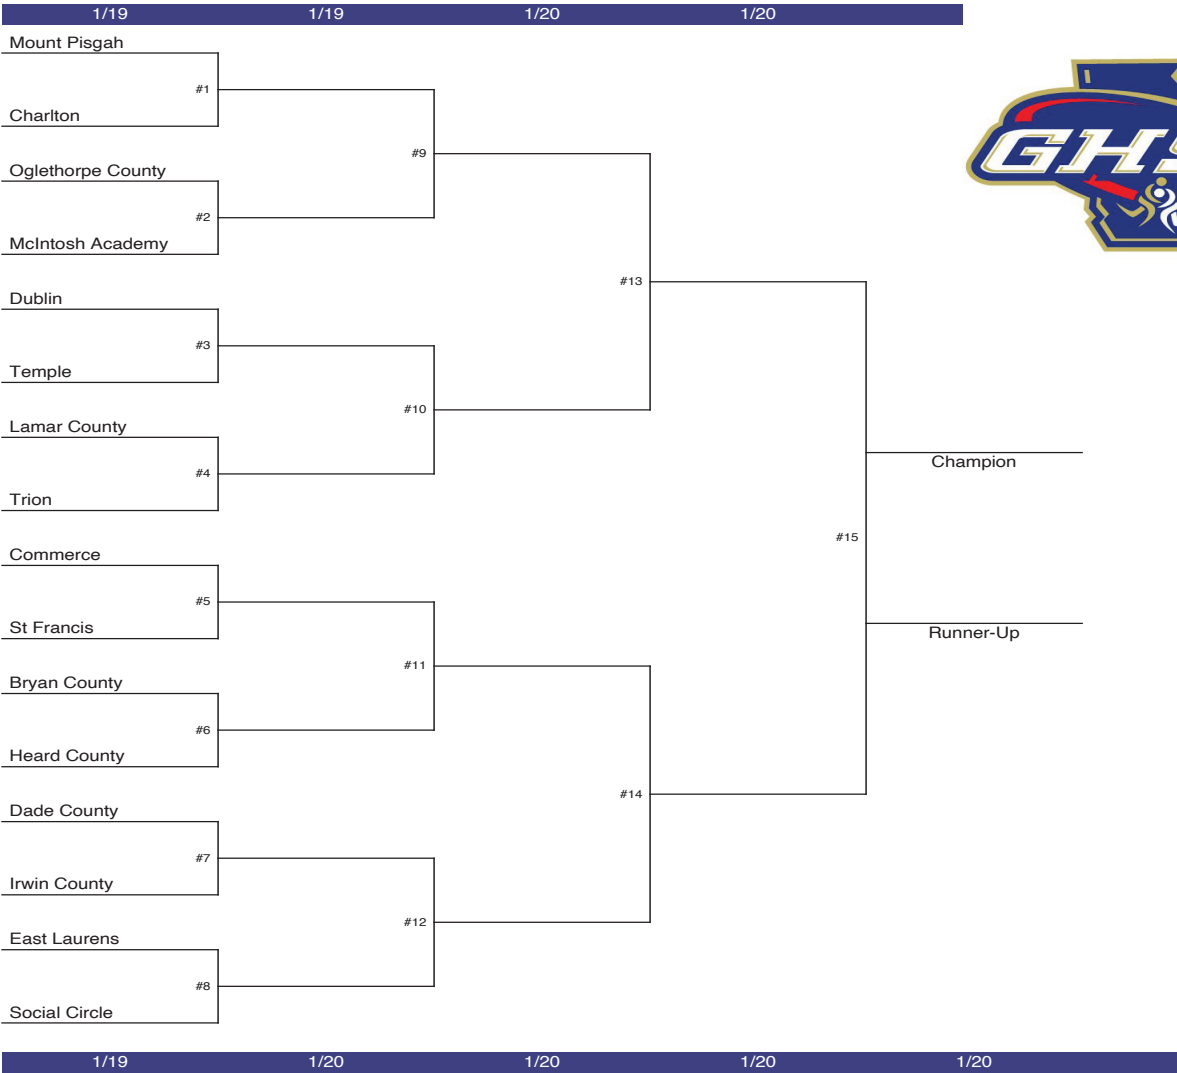 1/19 1/19 1/20 1/20
Mount Pisgah
#1
Charlton
#9
Oglethorpe County
#2
McIntosh Academy
#13
Dublin
#3
Temple
#10
Lamar County
#4
Trion
Champion
#15
Commerce
#5
St Francis
Runner-Up
#11
Bryan County
#6
Heard County
#14
Dade County
#7
Irwin County
#12
East Laurens
#8
Social Circle
1/19 1/20 1/20 1/20 1/20
GHS